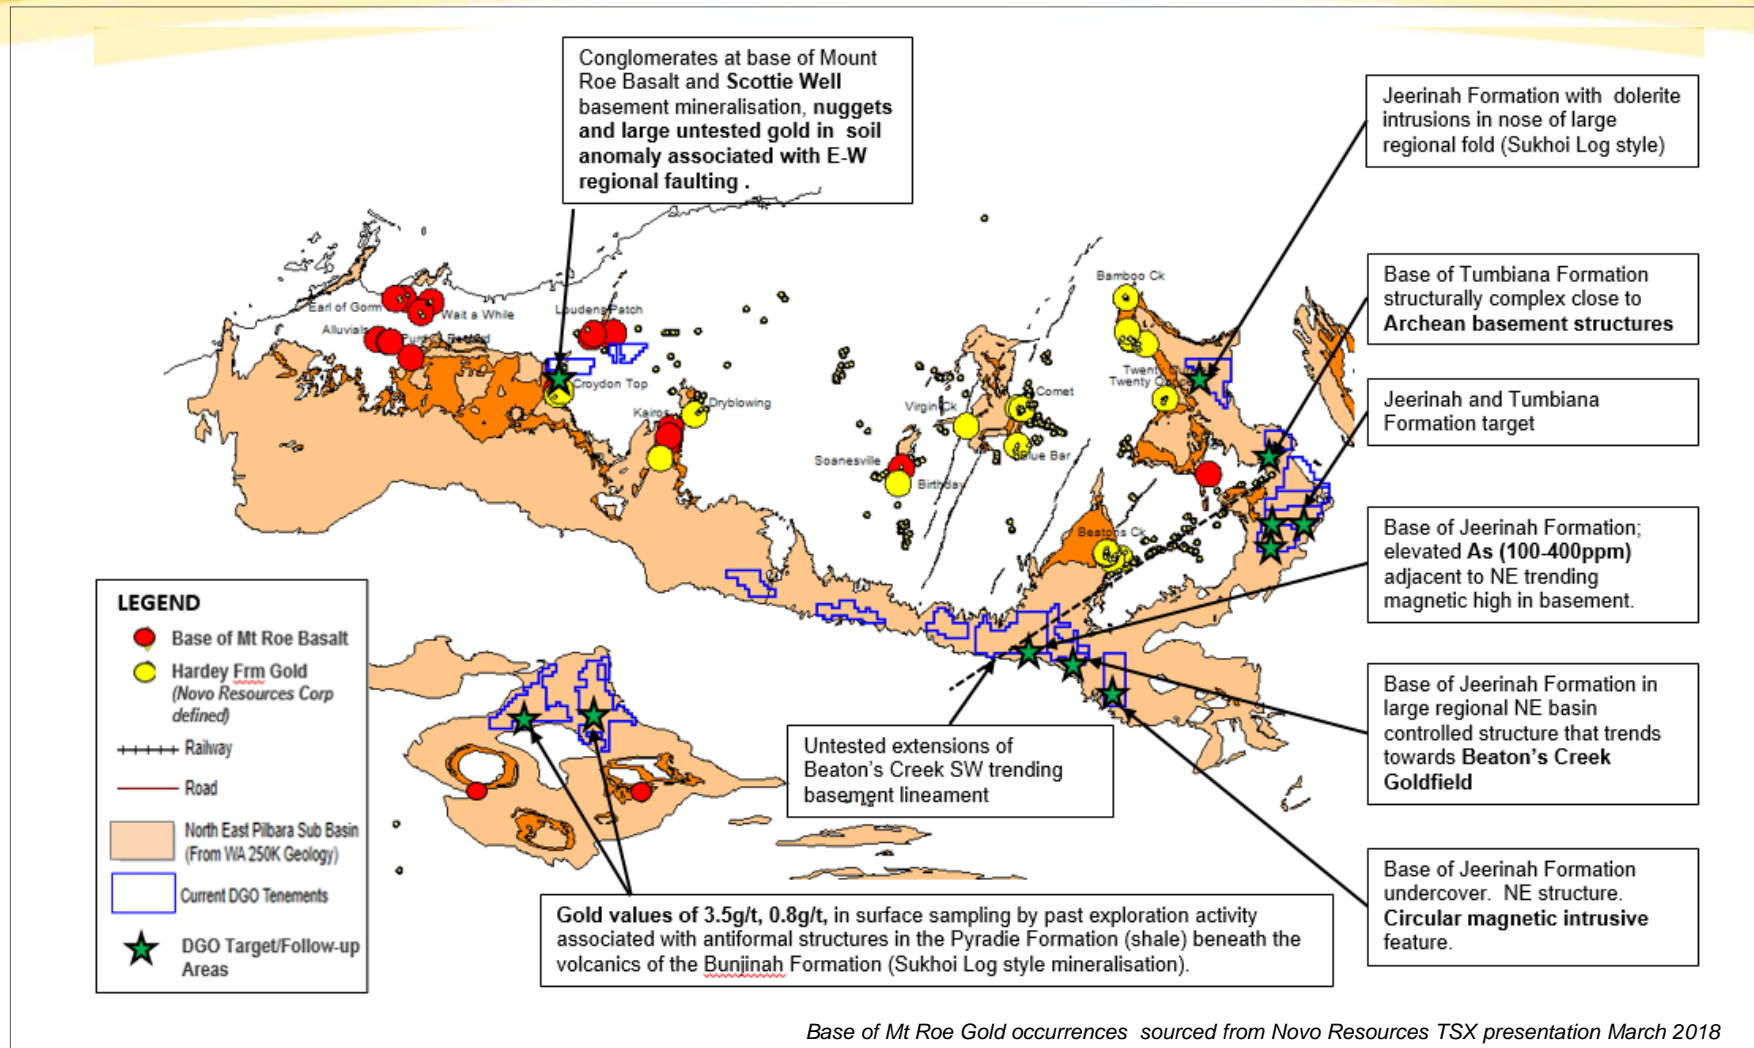 Conglomerates at base of Mount
Roe Basalt and Scottie Well
basement mineralisation, nuggets
and large untested gold in soil
anomaly associated with E-W
regional faulting .
Jeerinah Formation with dolerite
intrusions in nose of large
regional fold (Sukhoi Log style)
Base of Tumbiana Formation
structurally complex close to
Archean basement structures
Jeerinah and Tumbiana
Formation target
Base of Jeerinah Formation;
elevated As (100-400ppm)
adjacent to NE trending
magnetic high in basement.
Base of Jeerinah Formation in
large regional NE basin
controlled structure that trends
towards Beaton's Creek
Goldfield
Base of Jeerinah Formation
undercover. NE structure.
Circular magnetic intrusive
feature.
Untested extensions of
Beaton's Creek SW trending
basement lineament
Gold values of 3.5g/t, 0.8g/t, in surface sampling by past exploration activity
associated with antiformal structures in the Pyradie Formation (shale) beneath the
volcanics of the Bunjinah Formation (Sukhoi Log style mineralisation).
Earl of Gorm
Wait a While
Alluvials
Loudens Patch
Croydon Top
Kairos
Dryblowing
Soanesville
Birthday
Virgin Ck
Comet
Blue Bar
Bamboo Ck
Twenty
Twenty Ounce
Beatons Ck
LEGEND
Base of Mt Roe Basalt
Hardey Frm Gold
(Novo Resources Corp
defined)
Railway
Road
North East Pilbara Sub Basin
(From WA 250K Geology)
Current DGO Tenements
DGO Target/Follow-up
Areas
Base of Mt Roe Gold occurrences sourced from Novo Resources TSX presentation March 2018